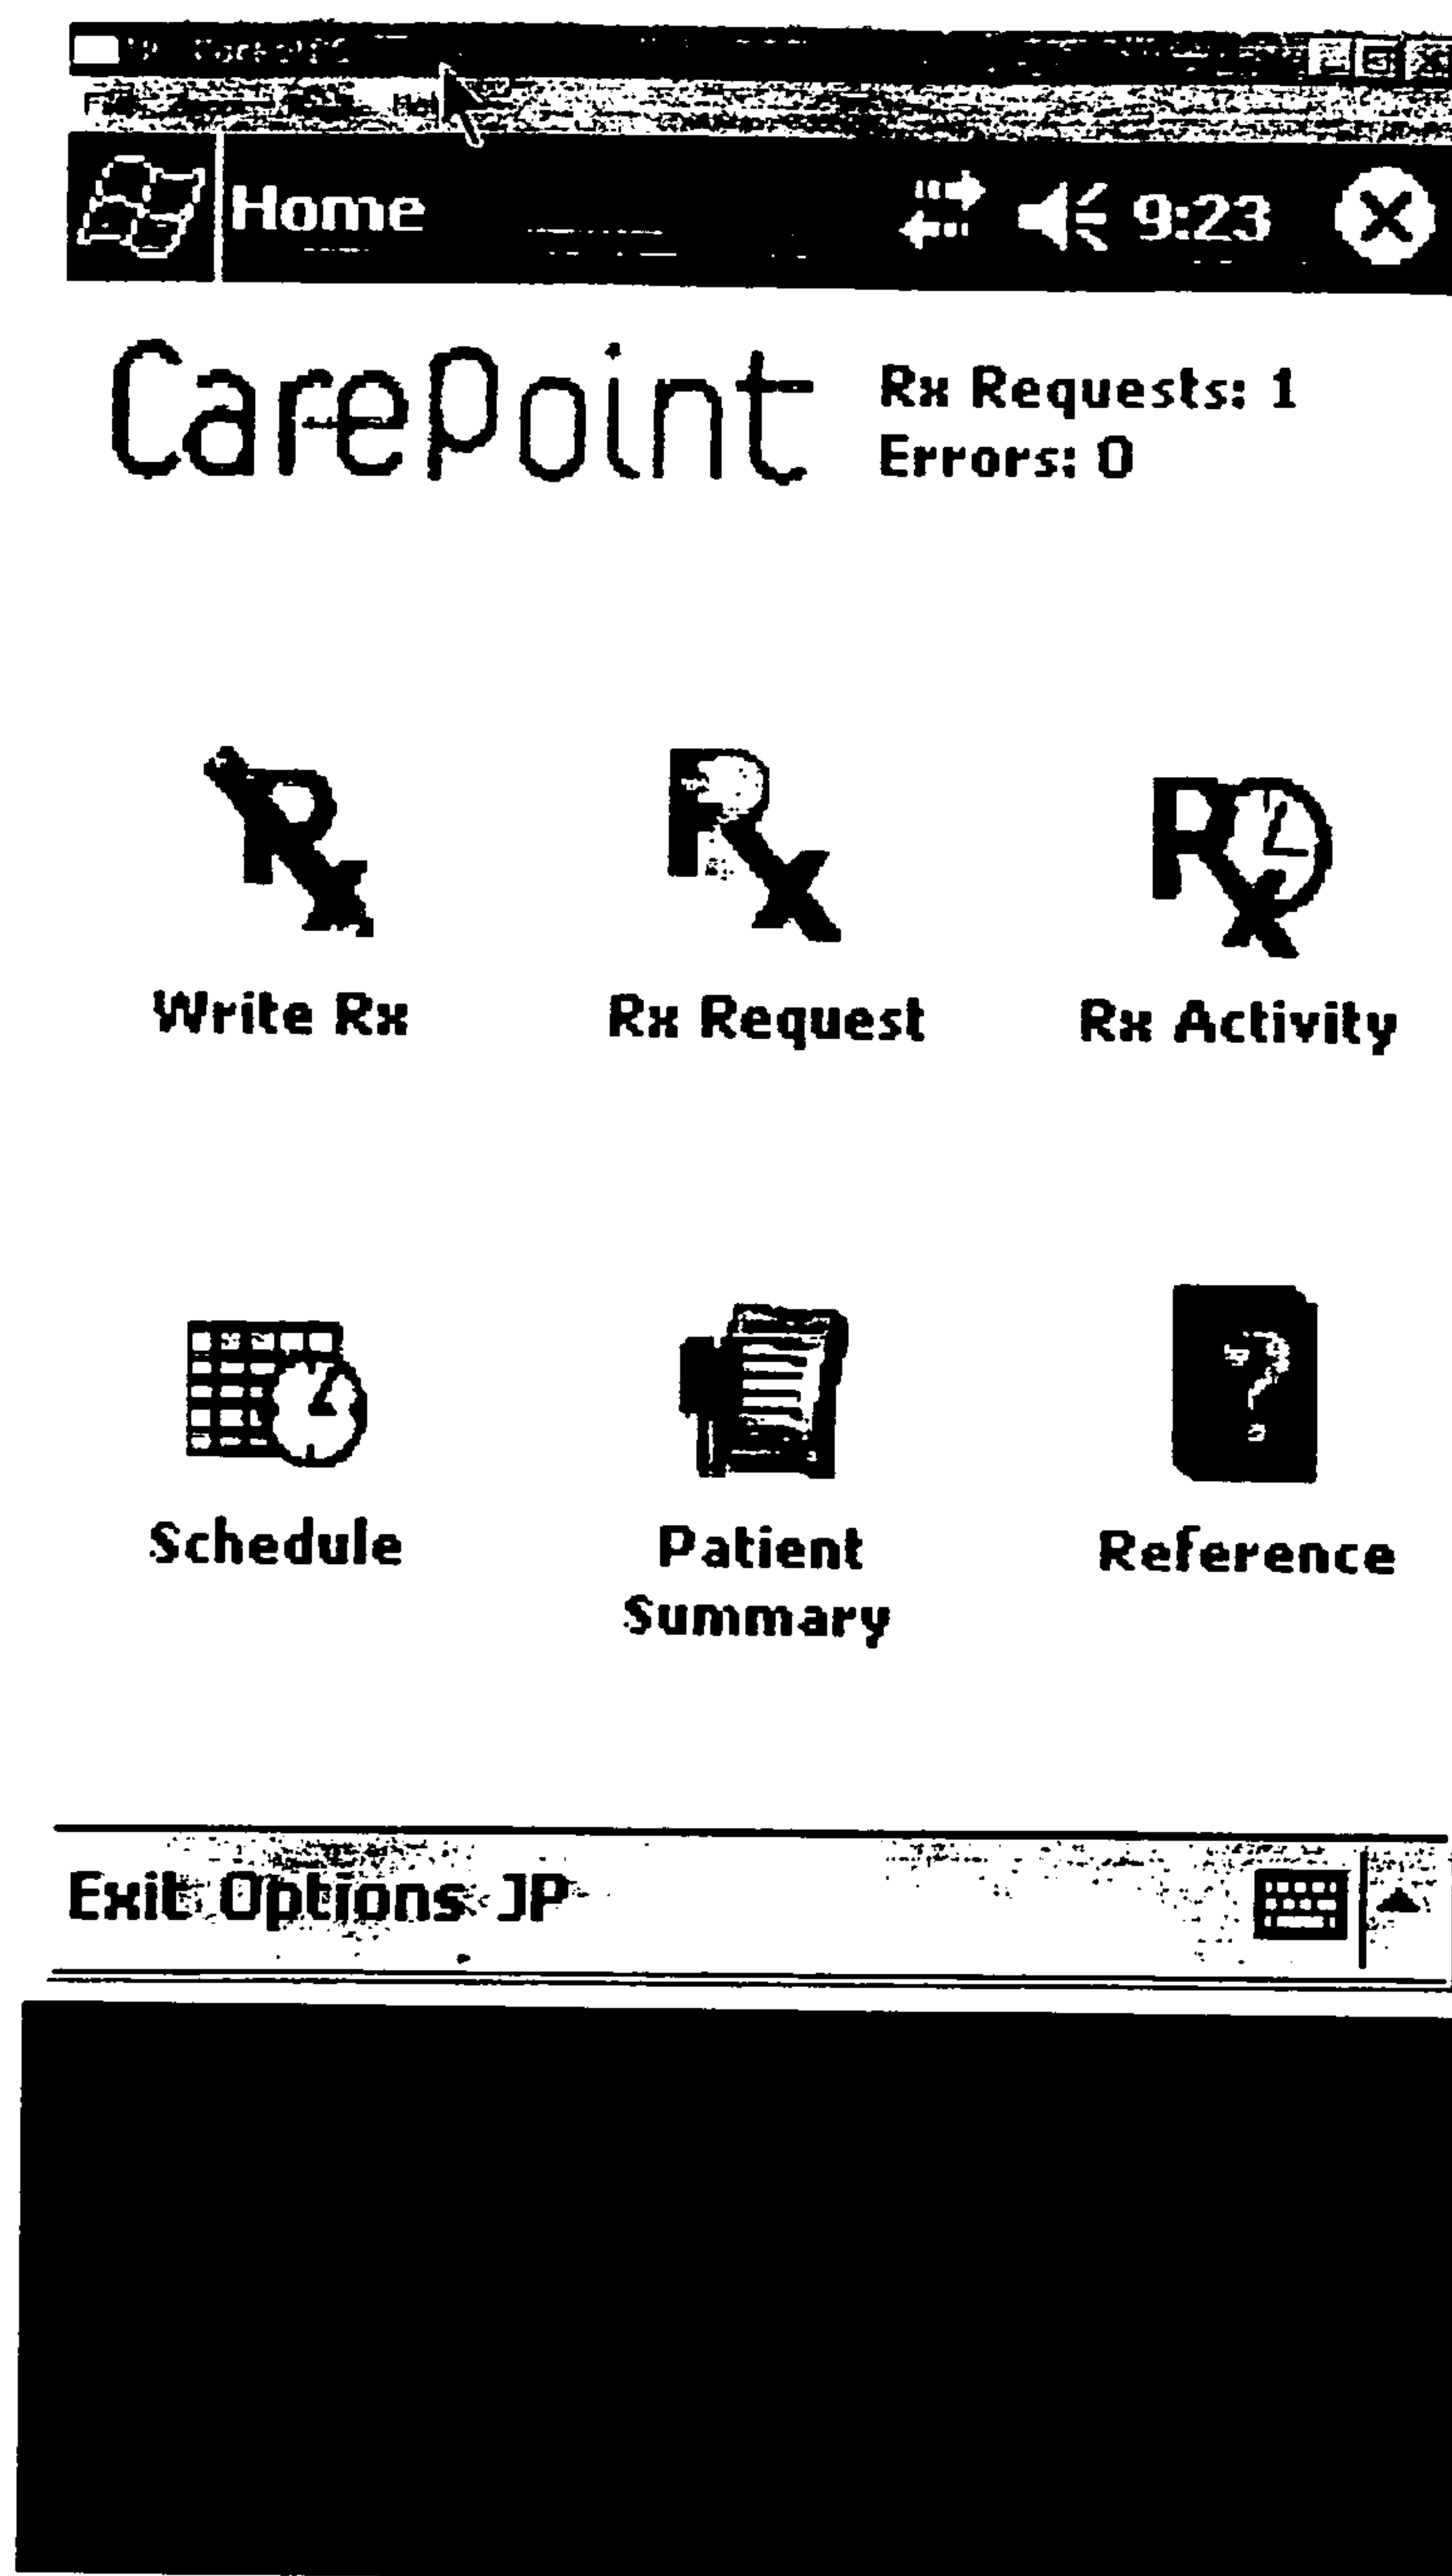 Home 9:23
CarePoint
Rx Requests: 1
Errors: 0
Write Rx Rx Request Rx Activity
Schedule Patient Summary Reference
Exit Options JP